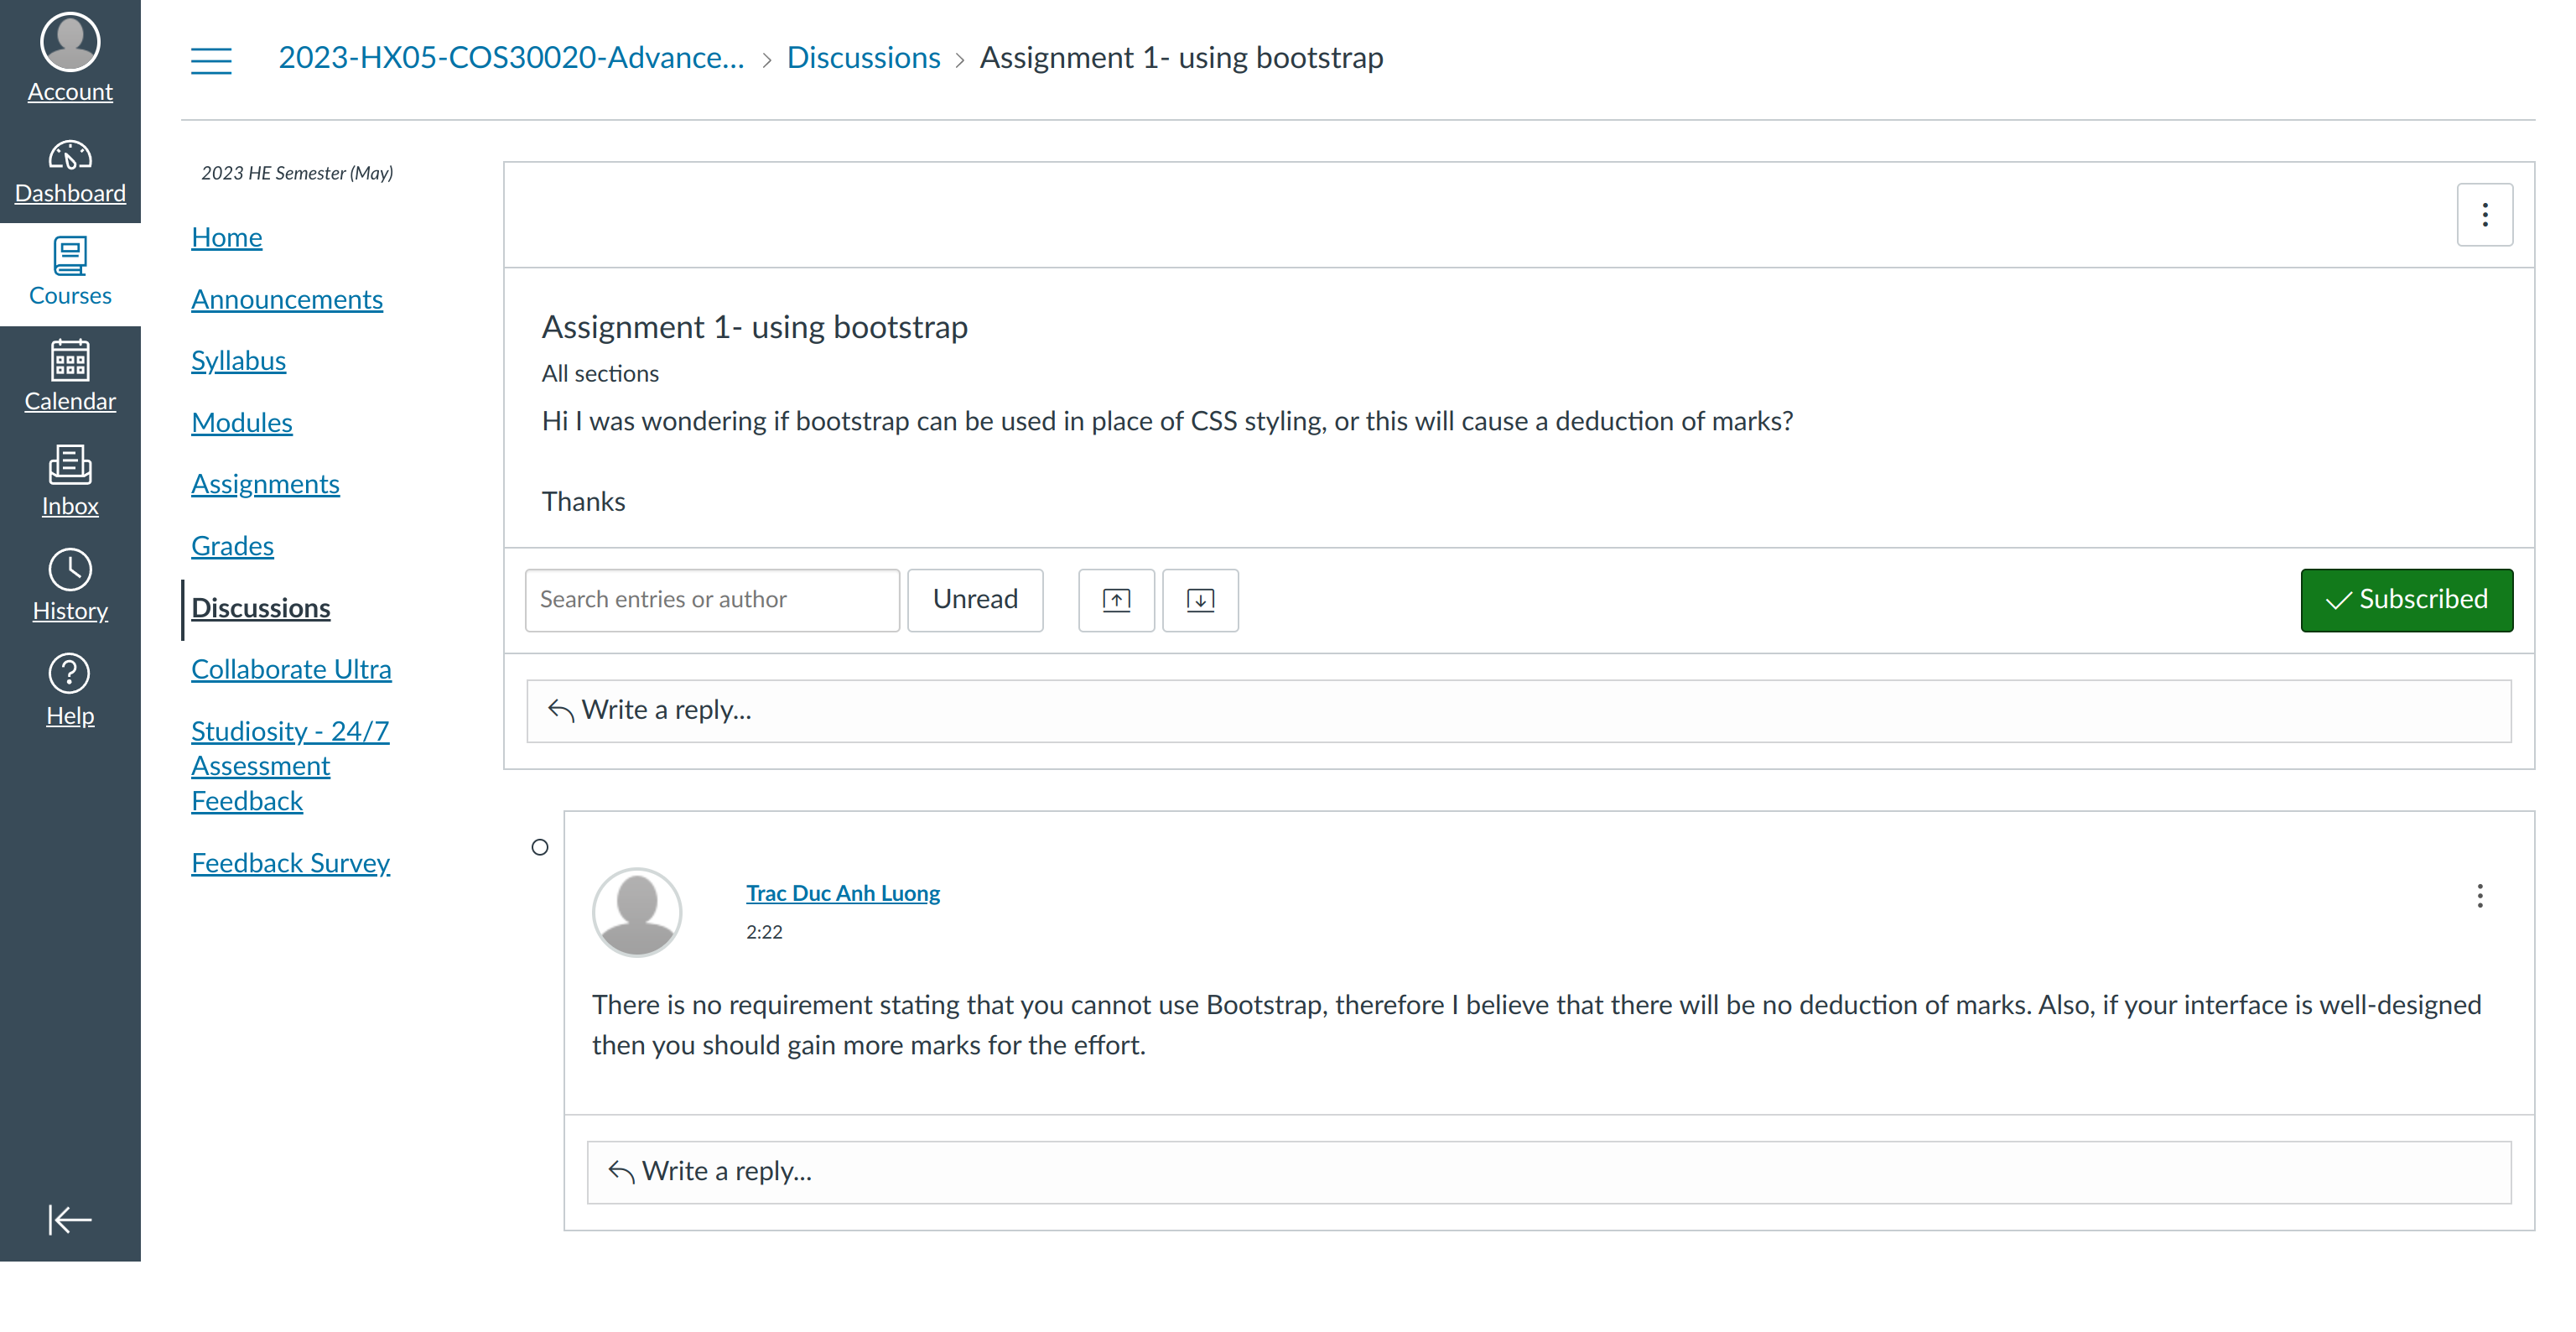 Account
Dashboard
Courses
Calendar
Inbox
History
Help
2023-HX05-COS30020-Advance... > Discussions > Assignment 1- using bootstrap
2023 HE Semester (May)
Home
Announcements
Syllabus
Modules
Assignments
Grades
Discussions
Collaborate Ultra
Studiosity - 24/7
Assessment
Feedback
Feedback Survey
Assignment 1- using bootstrap
All sections
Hi I was wondering if bootstrap can be used in place of CSS styling, or this will cause a deduction of marks?
Thanks
Search entries or author
Unread
Subscribed
Write a reply...
Trac Duc Anh Luong
2:22
There is no requirement stating that you cannot use Bootstrap, therefore I believe that there will be no deduction of marks. Also, if your interface is well-designed
then you should gain more marks for the effort.
Write a reply...